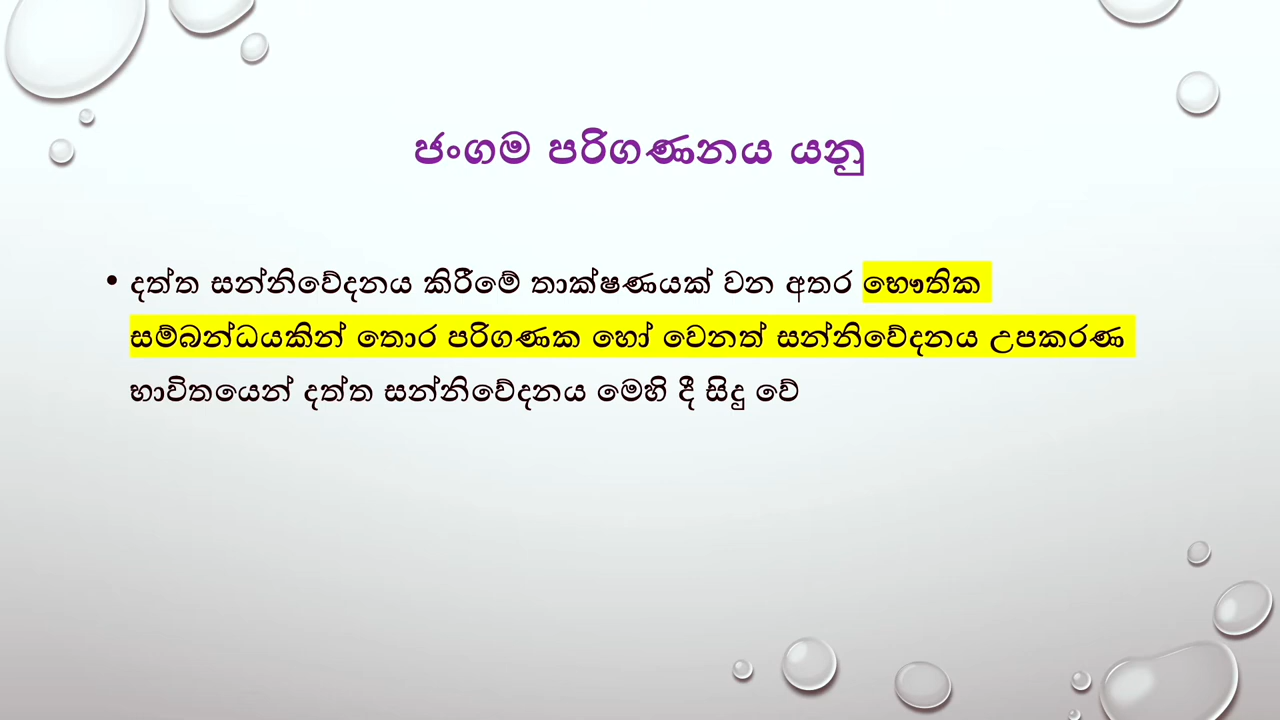 ජංගම පරිගණනය යනු
• දත්ත සන්නිවේදනය කිරීමේ තාක්ෂණයක් වන අතර භෞතික
සම්බන්ධයකින් තොර පරිගණක හෝ වෙනත් සන්නිවේදනය උපකරණ
භාවිතයෙන් දත්ත සන්නිවේදනය මෙහි දී සිදු වේ